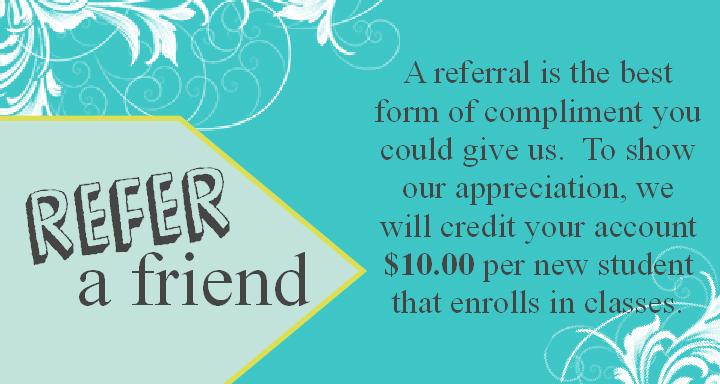 REFER
a friend
A referral is the best
form of compliment you
could give us.  To show
our appreciation, we
will credit your account
$10.00 per new student
that enrolls in classes.